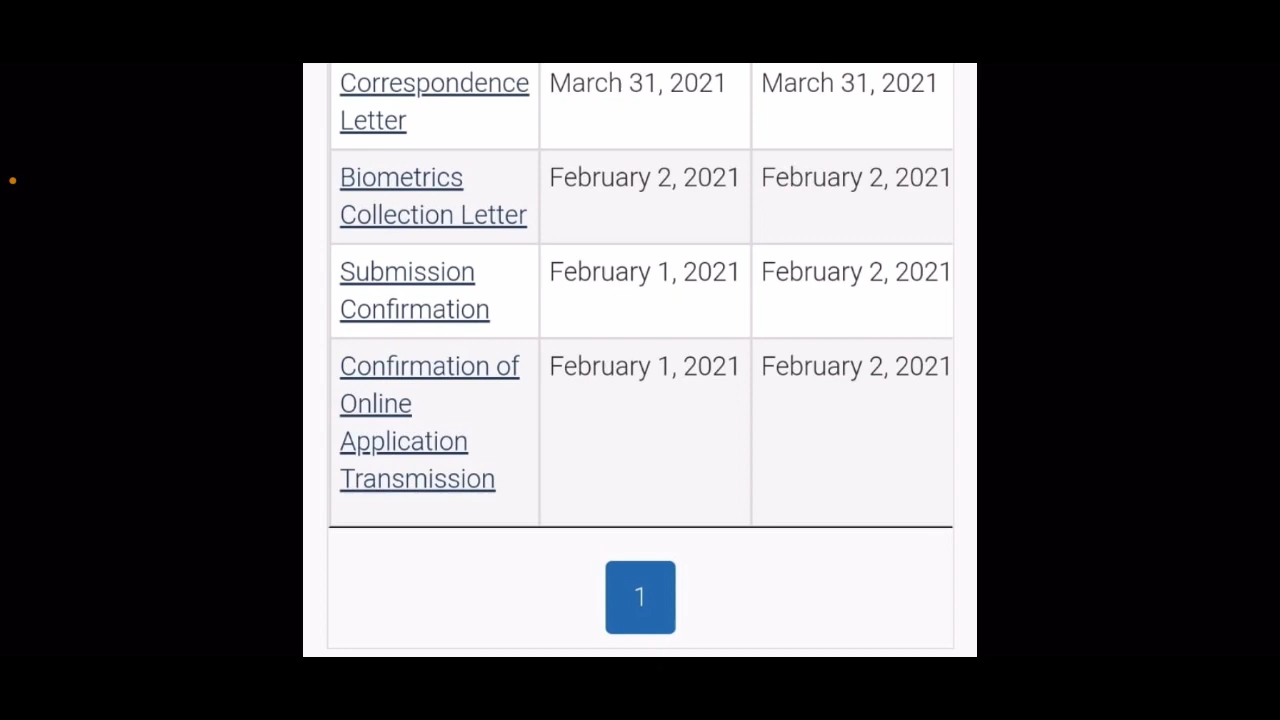 Correspondence March 31, 2021 March 31, 2021
Letter
Biometrics February 2, 2021 February 2, 2021
Collection Letter
Submission February 1, 2021 February 2, 2021
Confirmation
Confirmation of February 1, 2021 February 2, 2021
Online
Application
Transmission
1